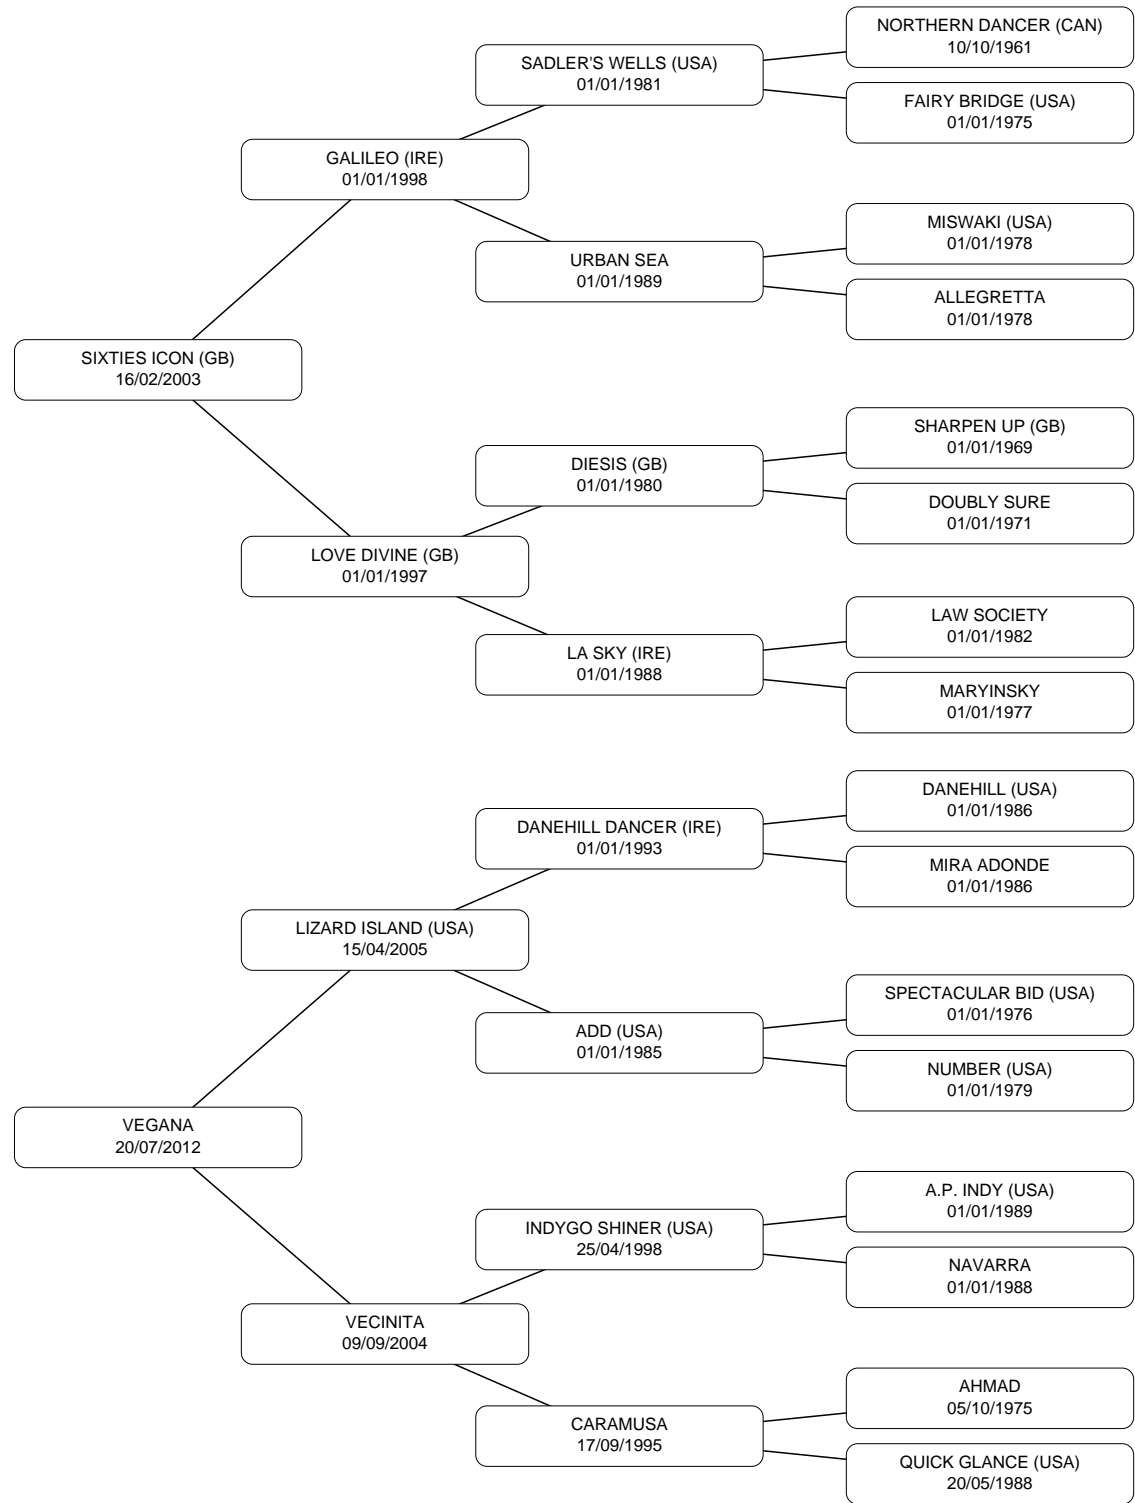 NORTHERN DANCER (CAN)
10/10/1961
SADLER'S WELLS (USA)
01/01/1981
FAIRY BRIDGE (USA)
01/01/1975
GALILEO (IRE)
01/01/1998
MISWAKI (USA)
01/01/1978
URBAN SEA
01/01/1989
ALLEGRETTA
01/01/1978
SIXTIES ICON (GB)
16/02/2003
SHARPEN UP (GB)
01/01/1969
DIESIS (GB)
01/01/1980
DOUBLY SURE
01/01/1971
LOVE DIVINE (GB)
01/01/1997
LAW SOCIETY
01/01/1982
LA SKY (IRE)
01/01/1988
MARYINSKY
01/01/1977
DANEHILL (USA)
01/01/1986
DANEHILL DANCER (IRE)
01/01/1993
MIRA ADONDE
01/01/1986
LIZARD ISLAND (USA)
15/04/2005
SPECTACULAR BID (USA)
01/01/1976
ADD (USA)
01/01/1985
NUMBER (USA)
01/01/1979
VEGANA
20/07/2012
A.P. INDY (USA)
01/01/1989
INDYGO SHINER (USA)
25/04/1998
NAVARRA
01/01/1988
VECINITA
09/09/2004
AHMAD
05/10/1975
CARAMUSA
17/09/1995
QUICK GLANCE (USA)
20/05/1988